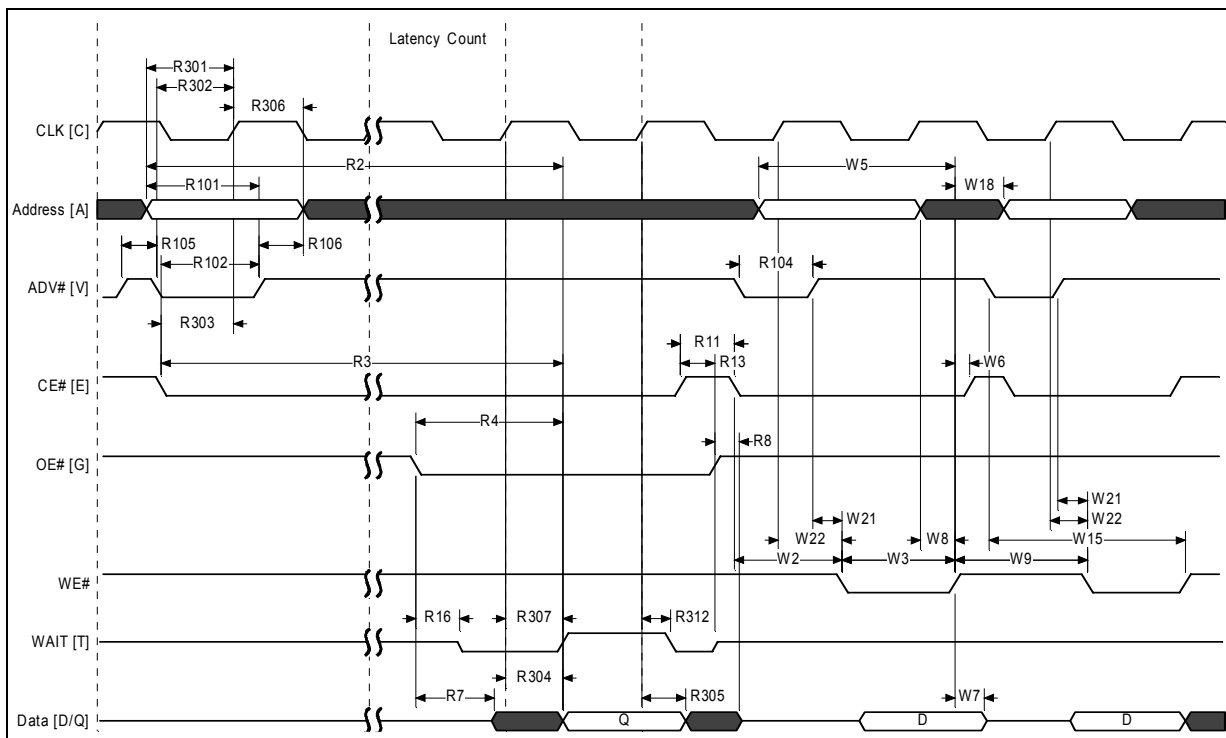 Latency Count
R301
R302
R306
CLK [C]
R2
W5
R101
W18
Address [A]
R105
R106
R102
R104
ADV# [V]
R303
R11
R3
R13
W6
CE# [E]
R4
R8
OE# [G]
W21
W21
W22
W22
W8
W15
W2
W3
W9
WE#
R16
R307
R312
WAIT [T]
R304
R7
R305
W7
Data [D/Q]
Q
D
D